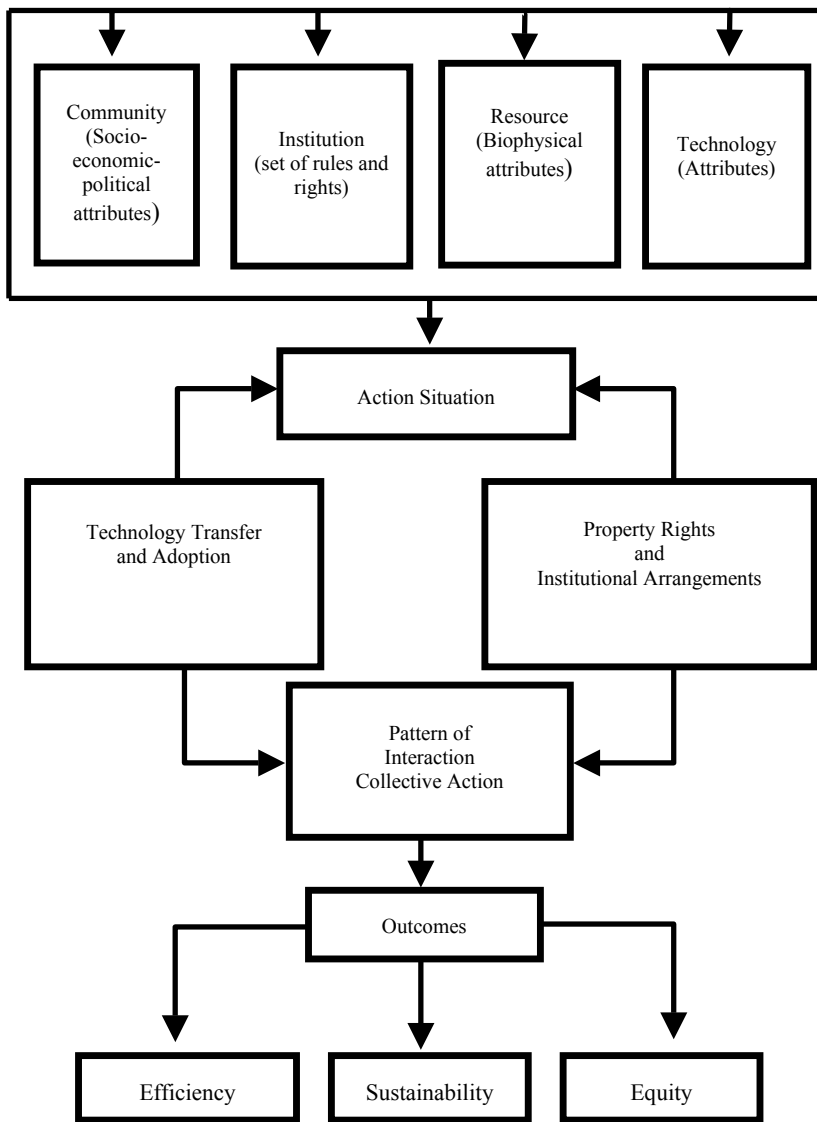 Community
(Socio-
economic-
political
attributes)
Institution
(set of rules and
rights)
Resource
(Biophysical
attributes)
Technology
(Attributes)
Action Situation
Technology Transfer
and Adoption
Property Rights
and
Institutional Arrangements
Pattern of
Interaction
Collective Action
Outcomes
Efficiency
Sustainability
Equity